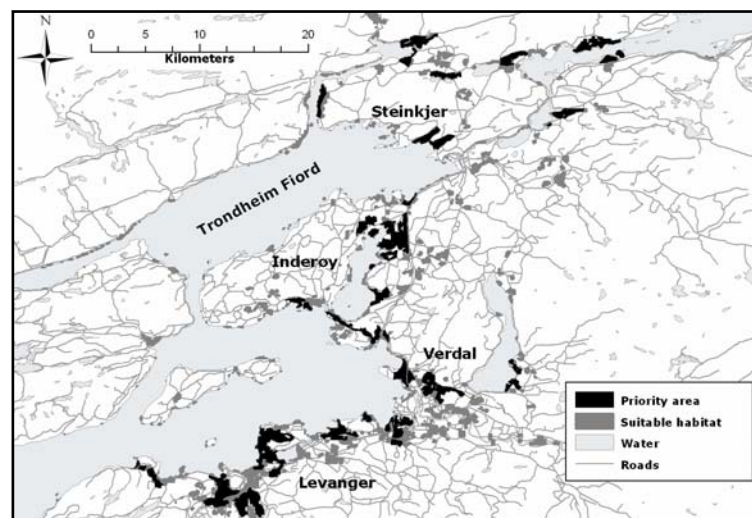 N
0 5 10 20
Kilometers
Steinkjer
Trondheim Fiord
Inderøy
Verdal
Levanger
Priority area
Suitable habitat
Water
Roads